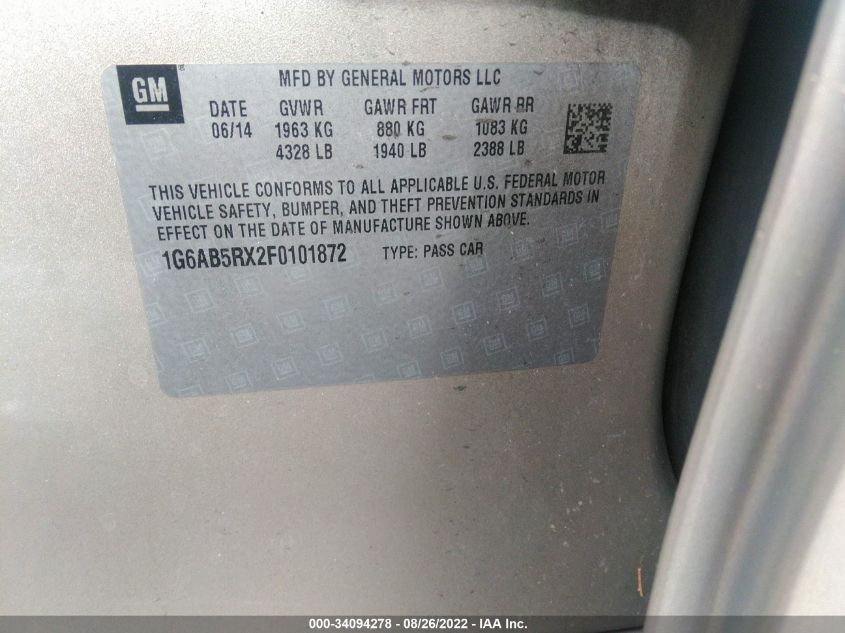 GM
MFD BY GENERAL MOTORS LLC
DATE GVWR GAWR FRT GAWR RR
06/14 1963 KG 880 KG 1083 KG
4328 LB 1940 LB 2388 LB
THIS VEHICLE CONFORMS TO ALL APPLICABLE U.S. FEDERAL MOTOR
VEHICLE SAFETY, BUMPER, AND THEFT PREVENTION STANDARDS IN
EFFECT ON THE DATE OF MANUFACTURE SHOWN ABOVE.
1G6AB5RX2F0101872 TYPE: PASS CAR
000-34094278 - 08/26/2022 - IAA Inc.